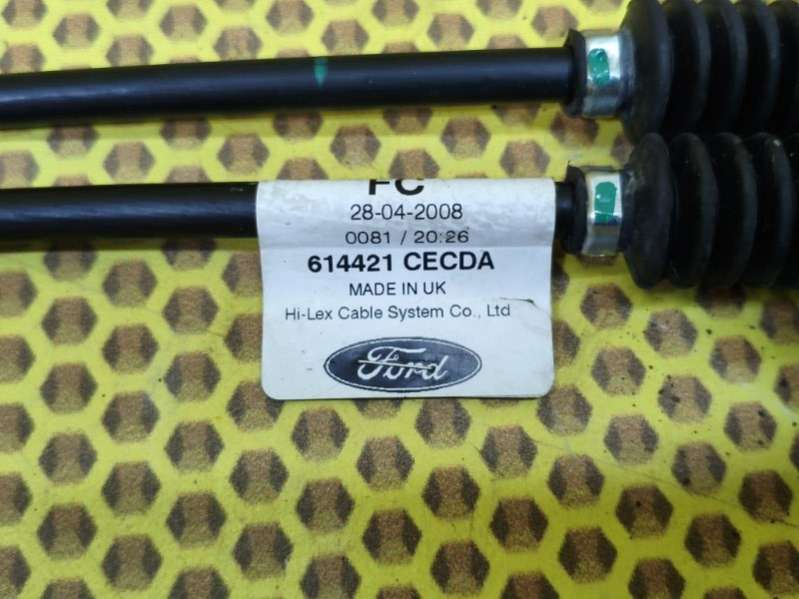 FC
28-04-2008
0081 / 20:26
614421 CECDA
MADE IN UK
Hi-Lex Cable System Co., Ltd
Ford